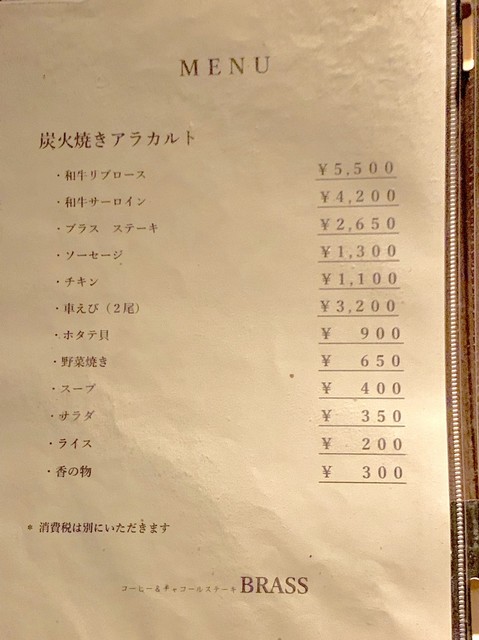 MENU
炭火焼きアラカルト
・和牛リブロース ¥5,500
・和牛サーロイン ¥4,200
・ブラス ステーキ ¥2,650
・ソーセージ ¥1,300
・チキン ¥1,100
・車えび（2尾） ¥3,200
・ホタテ貝 ¥ 900
・野菜焼き ¥ 650
・スープ ¥ 400
・サラダ ¥ 350
・ライス ¥ 200
・香の物 ¥ 300
* 消費税は別にいただきます
コーヒー＆チャコールステーキ BRASS